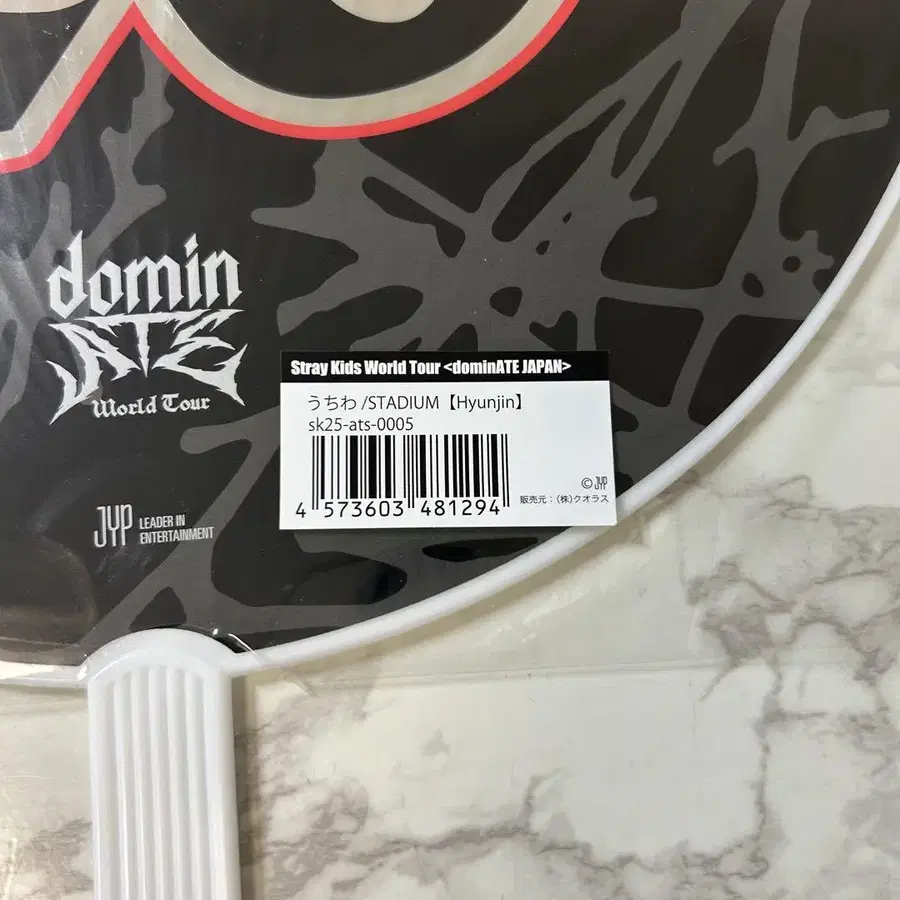 domin
ATE
World Tour
Stray Kids World Tour <dominATE JAPAN>
うちわ /STADIUM【Hyunjin】
sk25-ats-0005
4 573603 481294
© JYP
販売元：（株）クオラス
JYP LEADER IN
ENTERTAINMENT